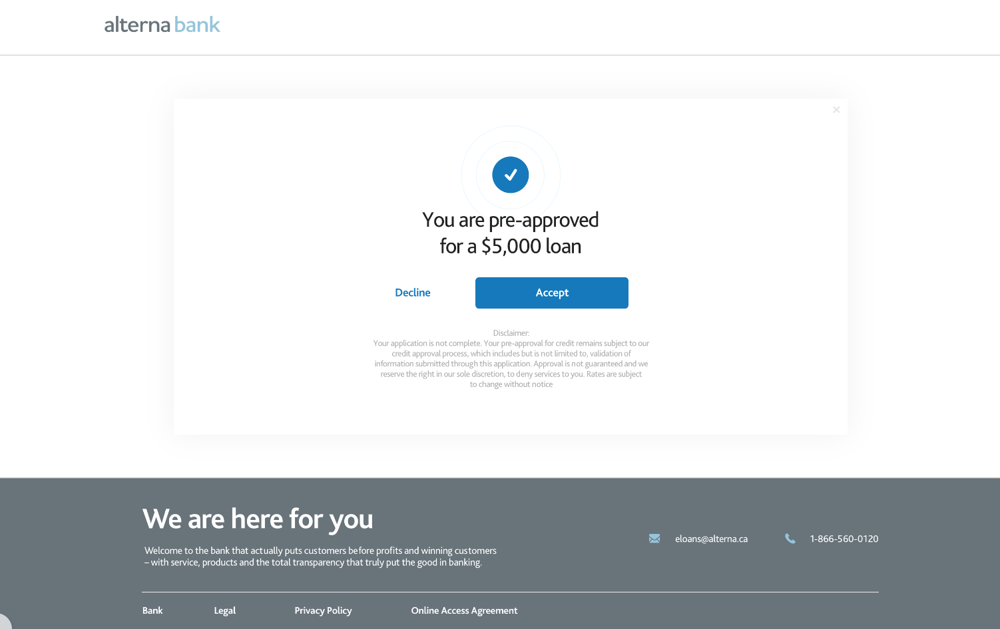 alterna bank
You are pre-approved
for a $5,000 loan
Decline
Accept
Disclaimer:
Your application is not complete. Your pre-approval for credit remains subject to our
credit approval process, which includes but is not limited to, validation of
information submitted through this application. Approval is not guaranteed and we
reserve the right in our sole discretion, to deny services to you. Rates are subject
to change without notice
We are here for you
Welcome to the bank that actually puts customers before profits and winning customers
– with service, products and the total transparency that truly put the good in banking.
eloans@alterna.ca
1-866-560-0120
Bank
Legal
Privacy Policy
Online Access Agreement